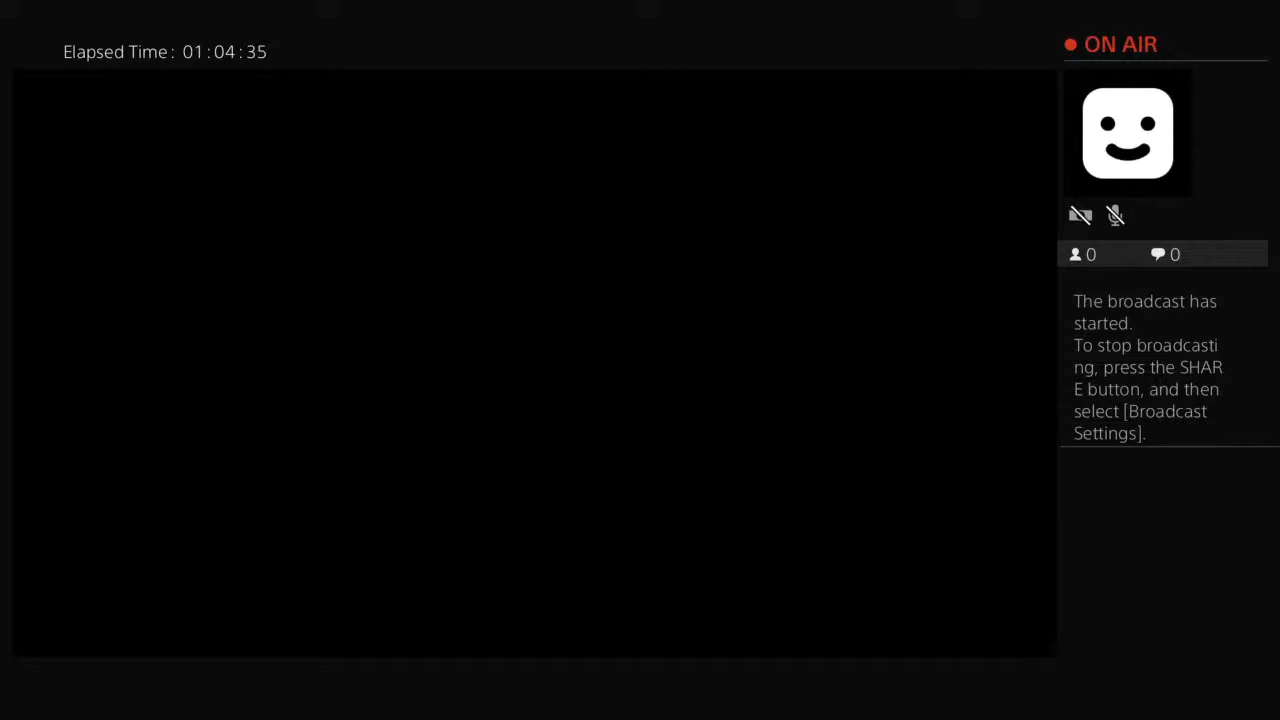 Elapsed Time: 01:04:35
ON AIR
0 0
The broadcast has
started.
To stop broadcasti
ng, press the SHAR
E button, and then
select [Broadcast
Settings].